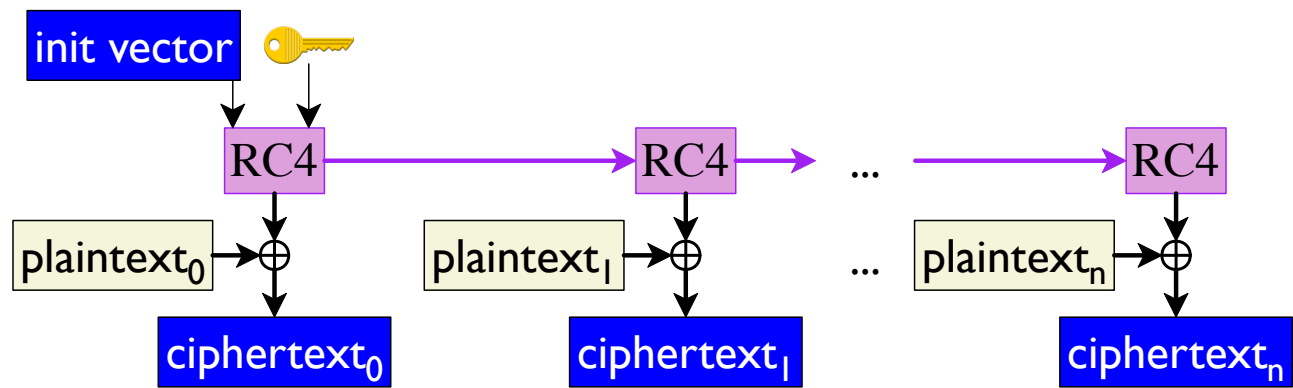 init vector
RC4 RC4 ... RC4
plaintext₀ plaintext₁ ... plaintextₙ
ciphertext₀ ciphertext₁ ciphertextₙ